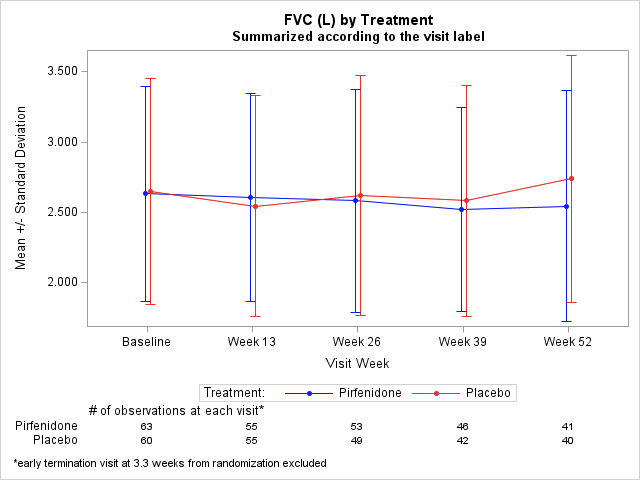 FVC (L) by Treatment
Summarized according to the visit label
Mean +/- Standard Deviation
3.500
3.000
2.500
2.000
Baseline Week 13 Week 26 Week 39 Week 52
Visit Week
Treatment: Pirfenidone Placebo
# of observations at each visit*
Pirfenidone 63 55 53 46 41
Placebo 60 55 49 42 40
*early termination visit at 3.3 weeks from randomization excluded